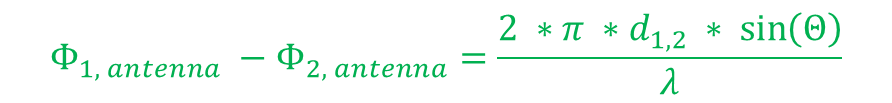 Φ₁, antenna − Φ₂, antenna = (2 * π * d₁,₂ * sin(Θ)) / λ